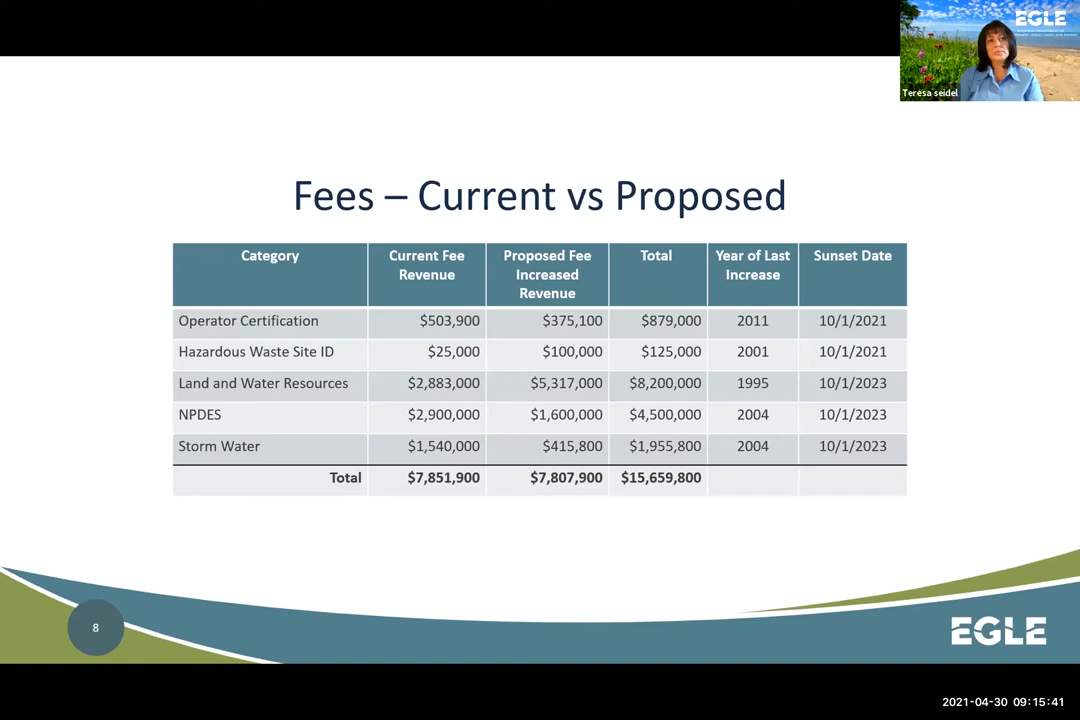 EGLE
Teresa seidel
Fees – Current vs Proposed
Category Current Fee Revenue Proposed Fee Increased Revenue Total Year of Last Increase Sunset Date
Operator Certification $503,900 $375,100 $879,000 2011 10/1/2021
Hazardous Waste Site ID $25,000 $100,000 $125,000 2001 10/1/2021
Land and Water Resources $2,883,000 $5,317,000 $8,200,000 1995 10/1/2023
NPDES $2,900,000 $1,600,000 $4,500,000 2004 10/1/2023
Storm Water $1,540,000 $415,800 $1,955,800 2004 10/1/2023
Total $7,851,900 $7,807,900 $15,659,800
8
EGLE
2021-04-30 09:15:41